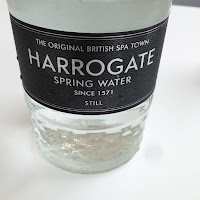 THE ORIGINAL BRITISH SPA TOWN
HARROGATE
SPRING WATER
SINCE 1571
STILL